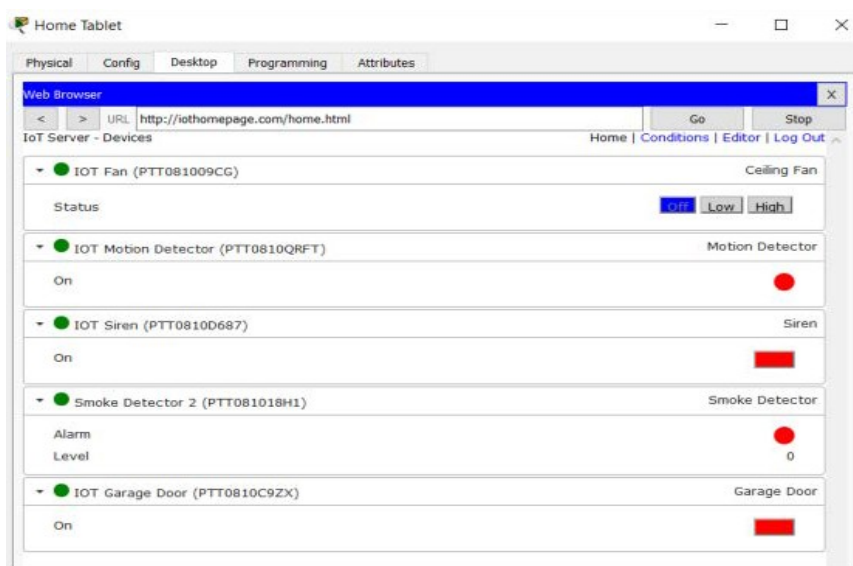 Home Tablet
Physical Config Desktop Programming Attributes
Web Browser X
< > URL http://iothomepage.com/home.html Go Stop
IoT Server - Devices Home | Conditions | Editor | Log Out
IOT Fan (PTT081009CG) Ceiling Fan
Status Off Low High
IOT Motion Detector (PTT0810QRFT) Motion Detector
On
IOT Siren (PTT0810D687) Siren
On
Smoke Detector 2 (PTT081018H1) Smoke Detector
Alarm
Level 0
IOT Garage Door (PTT0810C9ZX) Garage Door
On